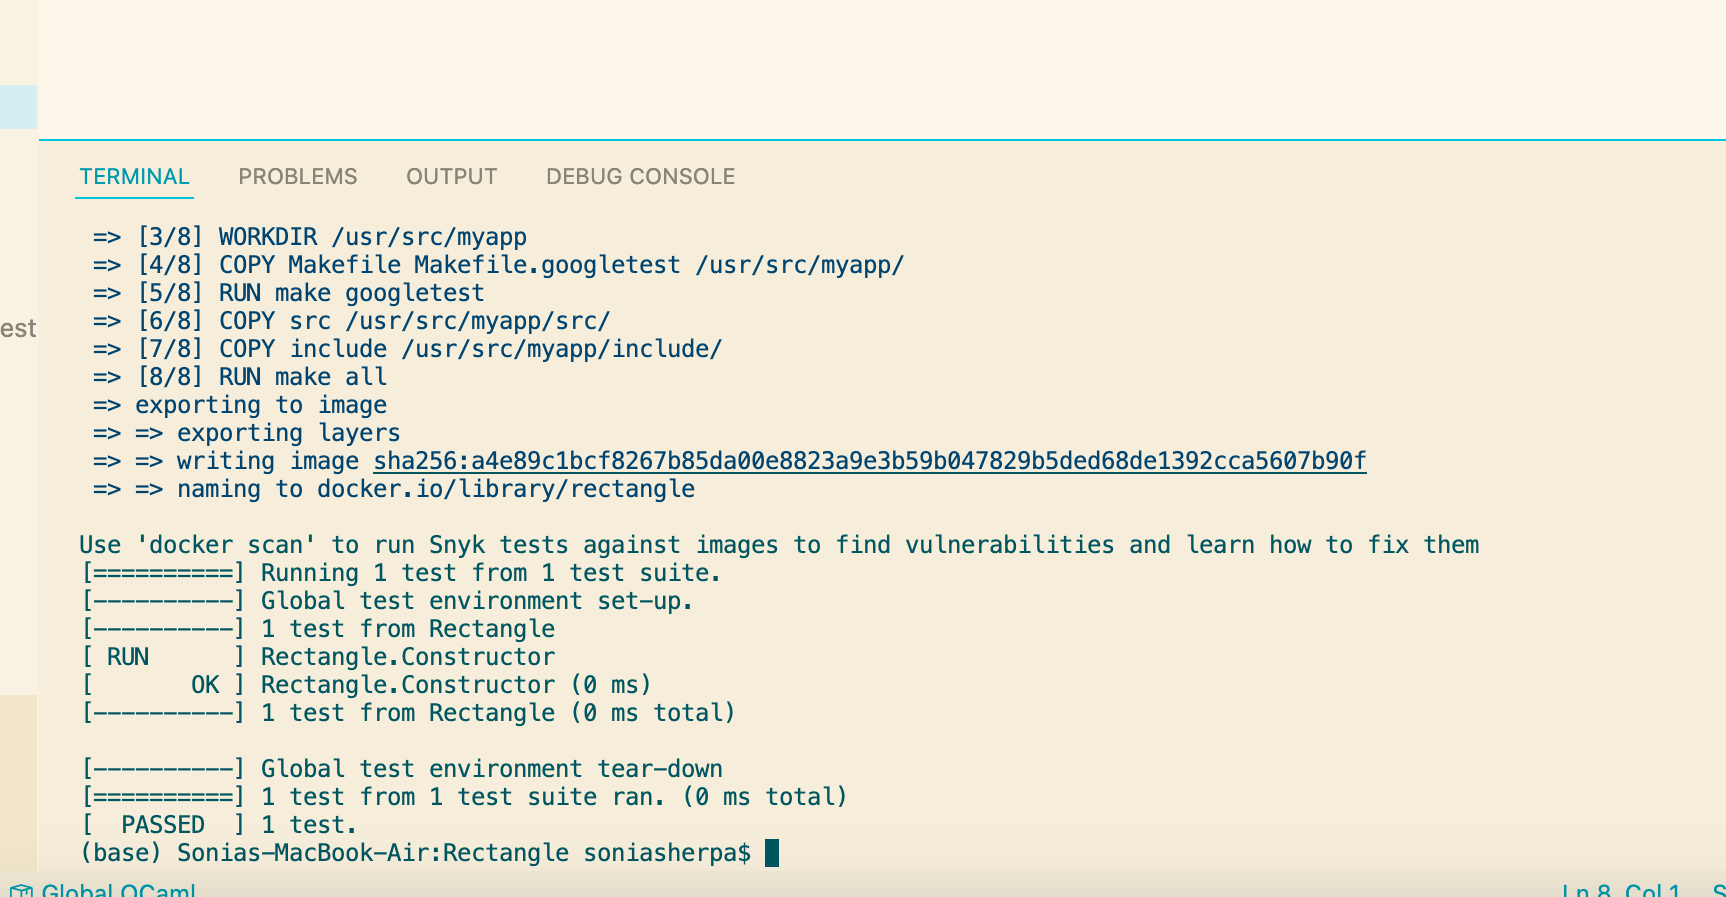 TERMINAL PROBLEMS OUTPUT DEBUG CONSOLE
=> [3/8] WORKDIR /usr/src/myapp
=> [4/8] COPY Makefile Makefile.googletest /usr/src/myapp/
=> [5/8] RUN make googletest
est
=> [6/8] COPY src /usr/src/myapp/src/
=> [7/8] COPY include /usr/src/myapp/include/
=> [8/8] RUN make all
=> exporting to image
=> => exporting layers
=> => writing image sha256:a4e89c1bcf8267b85da00e8823a9e3b59b047829b5ded68de1392cca5607b90f
=> => naming to docker.io/library/rectangle
Use 'docker scan' to run Snyk tests against images to find vulnerabilities and learn how to fix them
[==========] Running 1 test from 1 test suite.
[----------] Global test environment set-up.
[----------] 1 test from Rectangle
[ RUN      ] Rectangle.Constructor
[       OK ] Rectangle.Constructor (0 ms)
[----------] 1 test from Rectangle (0 ms total)
[----------] Global test environment tear-down
[==========] 1 test from 1 test suite ran. (0 ms total)
[  PASSED  ] 1 test.
(base) Sonias-MacBook-Air:Rectangle soniasherpa$
Global OCaml Ln 8, Col 1 S